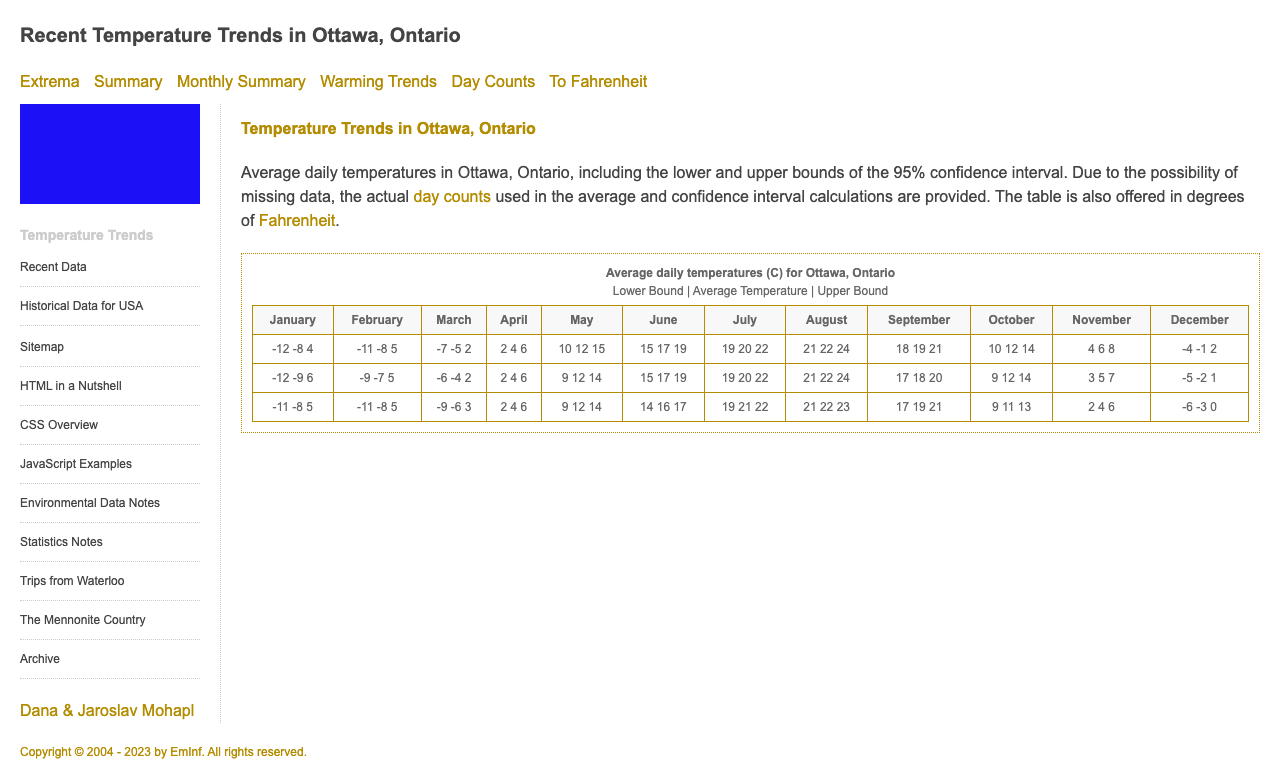 Recent Temperature Trends in Ottawa, Ontario
Extrema Summary Monthly Summary Warming Trends Day Counts To Fahrenheit
Temperature Trends
Recent Data
Historical Data for USA
Sitemap
HTML in a Nutshell
CSS Overview
JavaScript Examples
Environmental Data Notes
Statistics Notes
Trips from Waterloo
The Mennonite Country
Archive
Dana & Jaroslav Mohapl
Temperature Trends in Ottawa, Ontario
Average daily temperatures in Ottawa, Ontario, including the lower and upper bounds of the 95% confidence interval. Due to the possibility of
missing data, the actual day counts used in the average and confidence interval calculations are provided. The table is also offered in degrees
of Fahrenheit.
Average daily temperatures (C) for Ottawa, Ontario
Lower Bound | Average Temperature | Upper Bound
January February March April May June July August September October November December
-12 -8 4 -11 -8 5 -7 -5 2 2 4 6 10 12 15 15 17 19 19 20 22 21 22 24 18 19 21 10 12 14 4 6 8 -4 -1 2
-12 -9 6 -9 -7 5 -6 -4 2 2 4 6 9 12 14 15 17 19 19 20 22 21 22 24 17 18 20 9 12 14 3 5 7 -5 -2 1
-11 -8 5 -11 -8 5 -9 -6 3 2 4 6 9 12 14 14 16 17 19 21 22 21 22 23 17 19 21 9 11 13 2 4 6 -6 -3 0
Copyright © 2004 - 2023 by EmInf. All rights reserved.